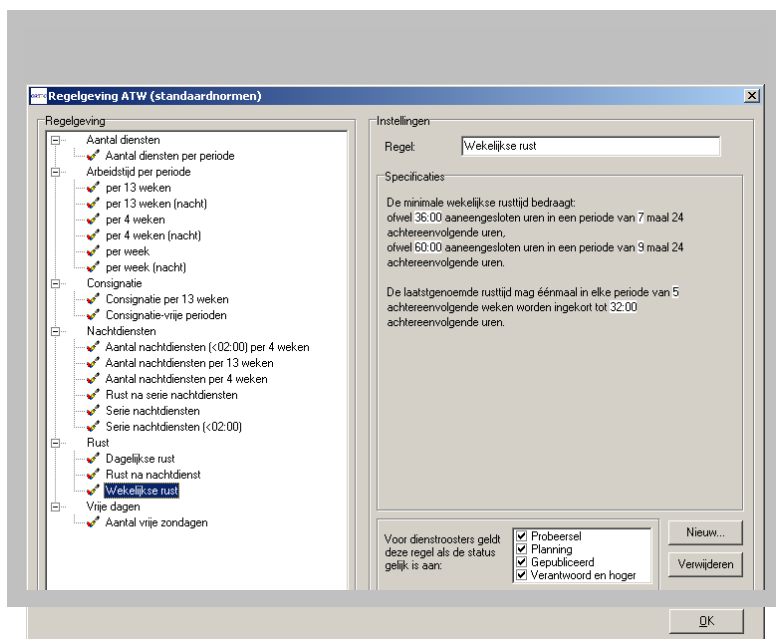 Regelgeving ATW (standaardnormen)
Regelgeving
Aantal diensten
Aantal diensten per periode
Arbeidstijd per periode
per 13 weken
per 13 weken (nacht)
per 4 weken
per 4 weken (nacht)
per week
per week (nacht)
Consignatie
Consignatie per 13 weken
Consignatie-vrije perioden
Nachtdiensten
Aantal nachtdiensten (<02:00) per 4 weken
Aantal nachtdiensten per 13 weken
Aantal nachtdiensten per 4 weken
Rust na serie nachtdiensten
Serie nachtdiensten
Serie nachtdiensten (<02:00)
Rust
Dagelijkse rust
Rust na nachtdienst
Wekelijkse rust
Vrije dagen
Aantal vrije zondagen
Instellingen
Regel: Wekelijkse rust
Specificaties
De minimale wekelijkse rusttijd bedraagt:
ofwel 36:00 aaneengesloten uren in een periode van 7 maal 24
achtereenvolgende uren,
ofwel 60:00 aaneengesloten uren in een periode van 9 maal 24
achtereenvolgende uren.
De laatstgenoemde rusttijd mag éénmaal in elke periode van 5
achtereenvolgende weken worden ingekort tot 32:00
achtereenvolgende uren.
Voor dienstroosters geldt
deze regel als de status
gelijk is aan:
Probeersel
Planning
Gepubliceerd
Verantwoord en hoger
Nieuw...
Verwijderen
OK